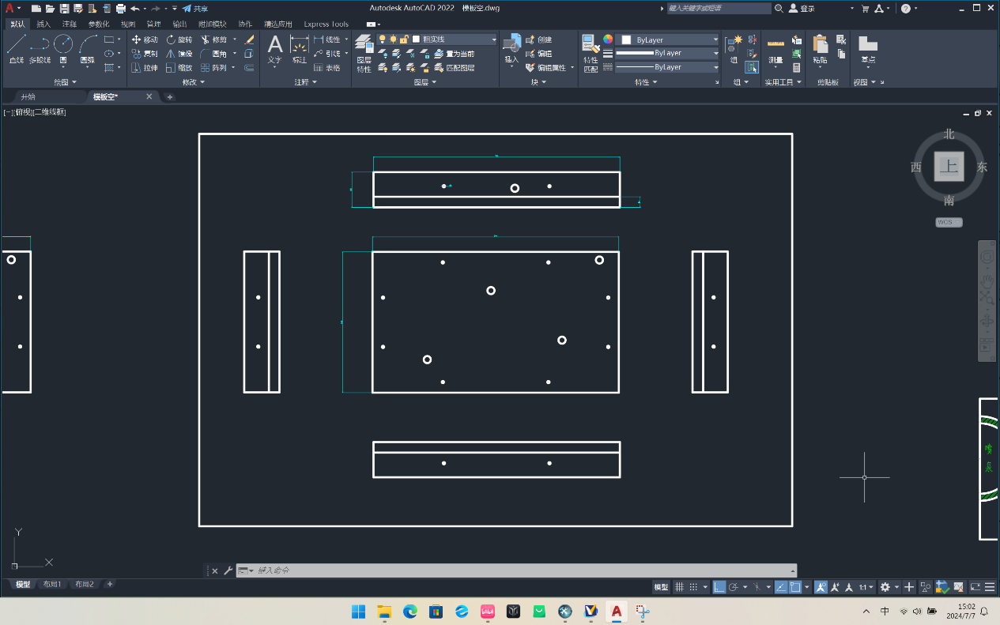 共享
Autodesk AutoCAD 2022 模板空.dwg
键入关键字或短语
登录
默认 插入 注释 参数化 视图 管理 输出 附加模块 协作 精选应用 Express Tools
直线 多段线 圆 圆弧
移动 旋转 修剪
复制 镜像 圆角
拉伸 缩放 阵列
文字 标注
线性
引线
表格
图层
特性
粗实线
置为当前
匹配图层
插入
创建
编辑
编辑属性
特性
匹配
ByLayer
ByLayer
ByLayer
组
测量
粘贴
基点
绘图 修改 注释 图层 块 特性 组 实用工具 剪贴板 视图
开始 模板空*
[−][俯视][二维线框]
北
西 上 东
南
WCS
喷
泉
Y
X
键入命令
模型 布局1 布局2
模型 1:1
中
15:02
2024/7/7